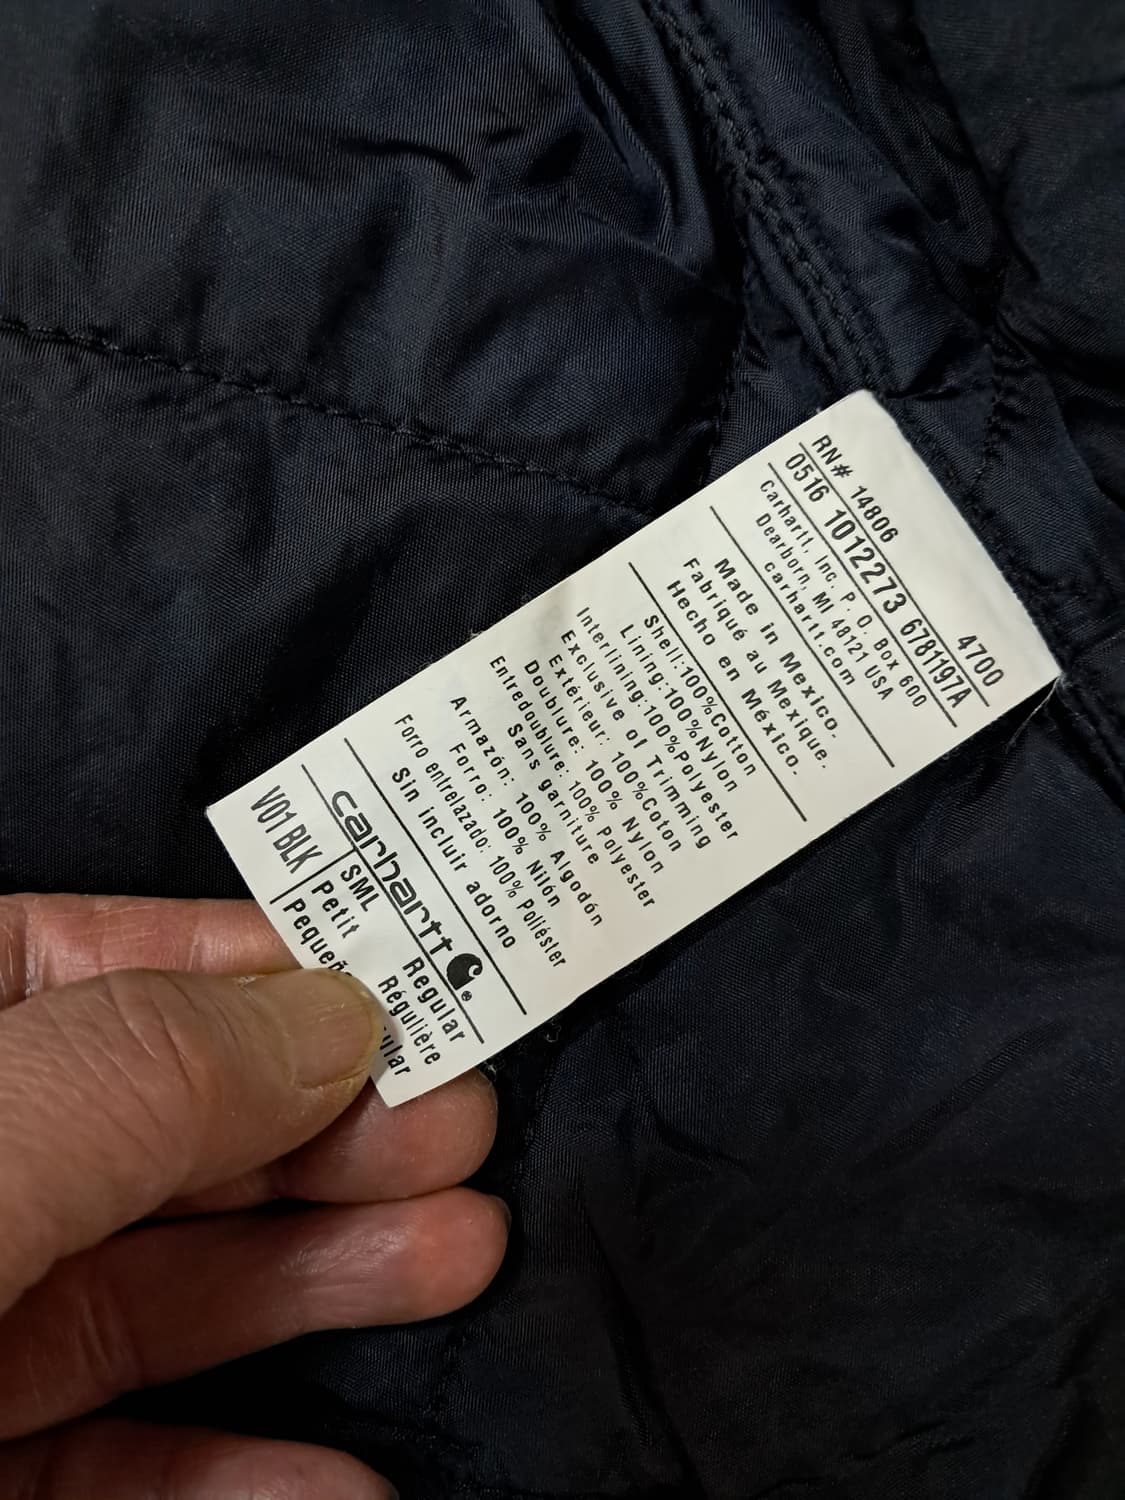 RN# 14806 4700
0516 1012273 6781197A
Carhartt, Inc. P. O. Box 600
Dearborn, MI 48121 USA
carhartt.com
Made in Mexico.
Fabriqué au Mexique.
Hecho en México.
Shell:100%Cotton
Lining:100%Nylon
Interlining:100%Polyester
Exclusive of Trimming
Extérieur: 100%Coton
Doublure: 100% Nylon
Entredoublure: 100% Polyester
Sans garniture
Armazón: 100% Algodón
Forro: 100% Nilón
Forro entrelazado: 100% Poliéster
Sin incluir adorno
carhartt ®
V01 BLK SML Regular
Petit Régulière